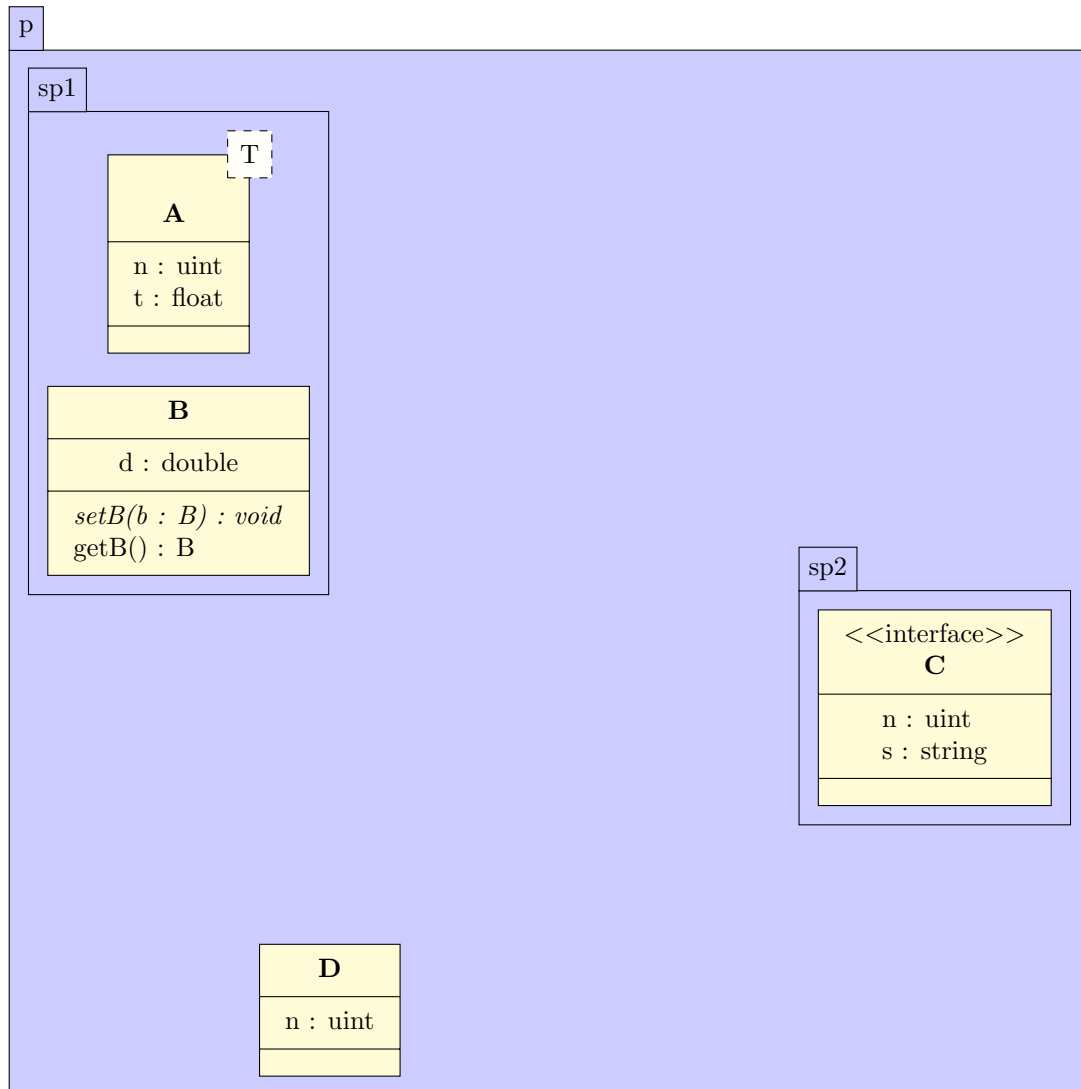 p
sp1
T
A
n : uint
t : float
B
d : double
setB(b : B) : void
getB() : B
sp2
<<interface>>
C
n : uint
s : string
D
n : uint